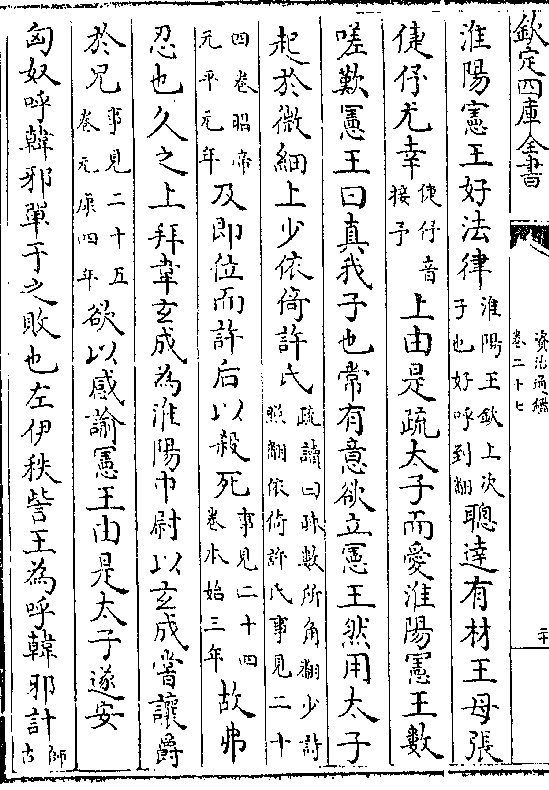 欽定四庫全書
資治通鑑
卷二十七
二十
淮陽憲王好法律淮陽王欽上次子也好呼到翻聰達有材王母張
倢伃尤幸倢伃音接予上由是疏太子而愛淮陽憲王數
嗟歎憲王曰真我子也常有意欲立憲王然用太子
起於微細上少依倚許氏疏讀曰踈數所角翻少詩照翻依倚許氏事見二十
四卷昭帝元平元年及即位而許后以殺死事見二十四卷本始三年故弗
忍也久之上拜韋玄成為淮陽中尉以玄成嘗讓爵
於兄事見二十五卷元康四年欲以感諭憲王由是太子遂安
匈奴呼韓邪單于之敗也左伊秩訾王為呼韓邪計師古